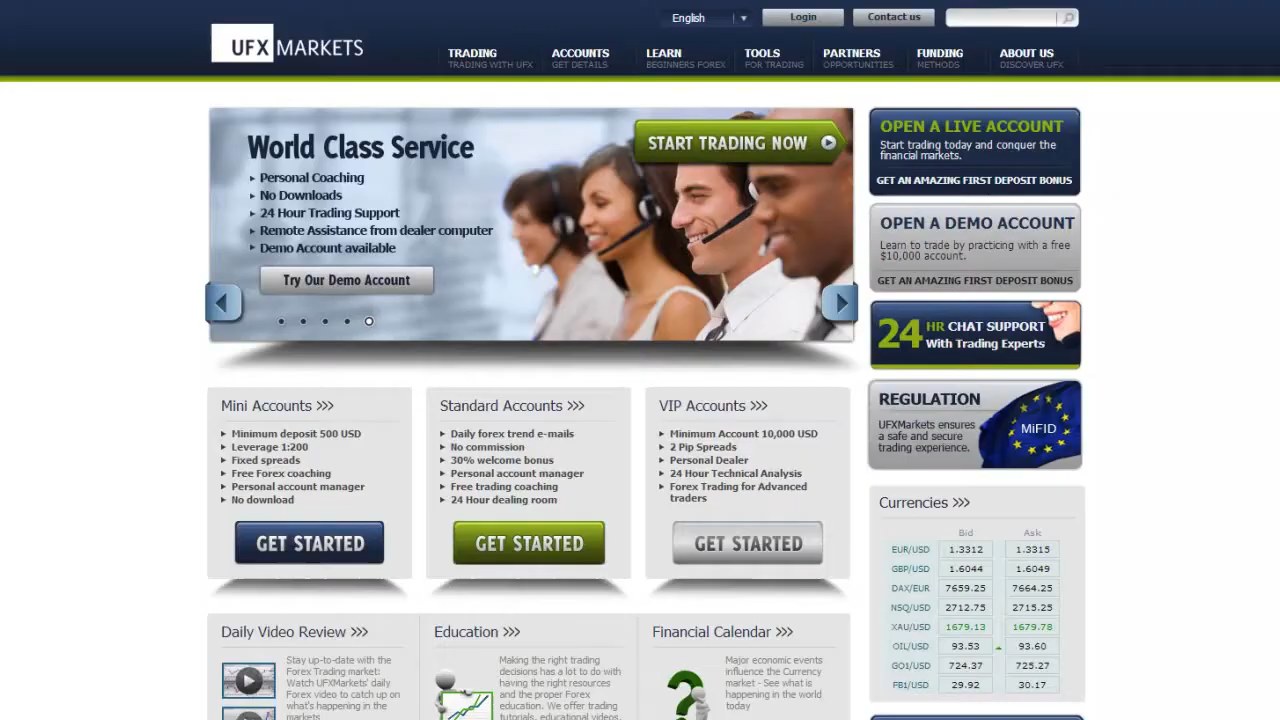 English
Login
Contact us
UFX MARKETS
TRADING
TRADING WITH UFX
ACCOUNTS
GET DETAILS
LEARN
BEGINNERS FOREX
TOOLS
FOR TRADING
PARTNERS
OPPORTUNITIES
FUNDING
METHODS
ABOUT US
DISCOVER UFX
World Class Service
Personal Coaching
No Downloads
24 Hour Trading Support
Remote Assistance from dealer computer
Demo Account available
Try Our Demo Account
START TRADING NOW
OPEN A LIVE ACCOUNT
Start trading today and conquer the
financial markets.
GET AN AMAZING FIRST DEPOSIT BONUS
OPEN A DEMO ACCOUNT
Learn to trade by practicing with a free
$10,000 account.
GET AN AMAZING FIRST DEPOSIT BONUS
24 HR CHAT SUPPORT
With Trading Experts
REGULATION
UFXMarkets ensures
a safe and secure
trading experience.
MiFID
Mini Accounts >>>
Minimum deposit 500 USD
Leverage 1:200
Fixed spreads
Free Forex coaching
Personal account manager
No download
GET STARTED
Standard Accounts >>>
Daily forex trend e-mails
No commission
30% welcome bonus
Personal account manager
Free trading coaching
24 Hour dealing room
GET STARTED
VIP Accounts >>>
Minimum Account 10,000 USD
2 Pip Spreads
Personal Dealer
24 Hour Technical Analysis
Forex Trading for Advanced
traders
GET STARTED
Currencies >>>
Bid Ask
EUR/USD 1.3312 1.3315
GBP/USD 1.6044 1.6049
DAX/EUR 7659.25 7664.25
NSQ/USD 2712.75 2715.25
XAU/USD 1679.13 1679.78
OIL/USD 93.53 93.60
GO1/USD 724.37 725.27
FB1/USD 29.92 30.17
Daily Video Review >>>
Stay up-to-date with the
Forex Trading market:
Watch UFXMarkets' daily
Forex video to catch up on
what's happening in the
markets
Education >>>
Making the right trading
decisions has a lot to do with
having the right resources
and the proper Forex
education. We offer trading
tutorials, educational videos,
Financial Calendar >>>
Major economic events
influence the Currency
market - See what is
happening in the world
today